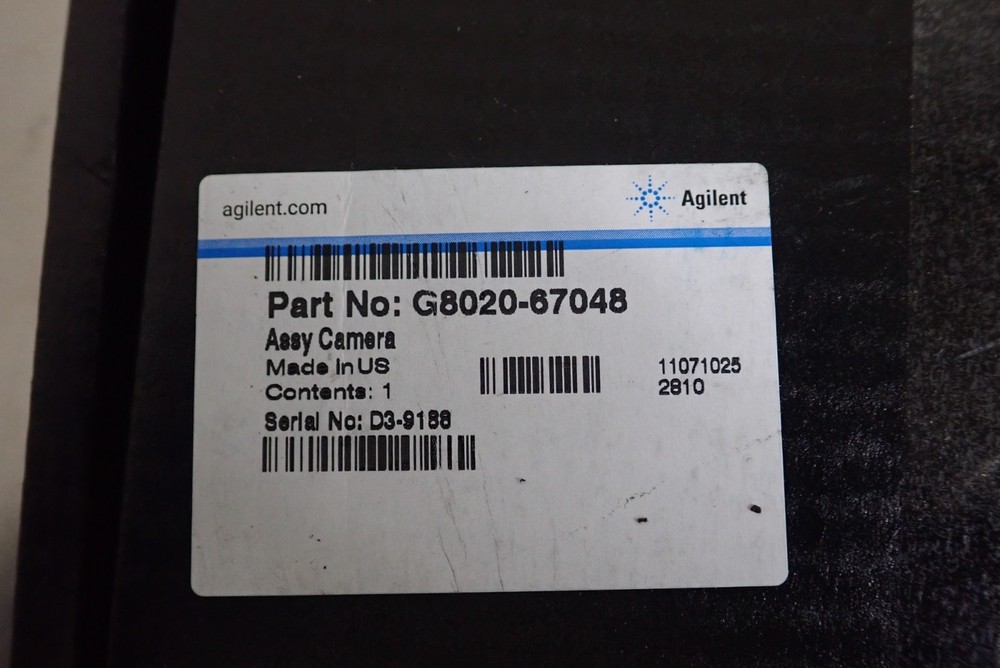 agilent.com
Agilent
Part No: G8020-67048
Assy Camera
Made In US
Contents: 1
11071025
2810
Serial No: D3-9188